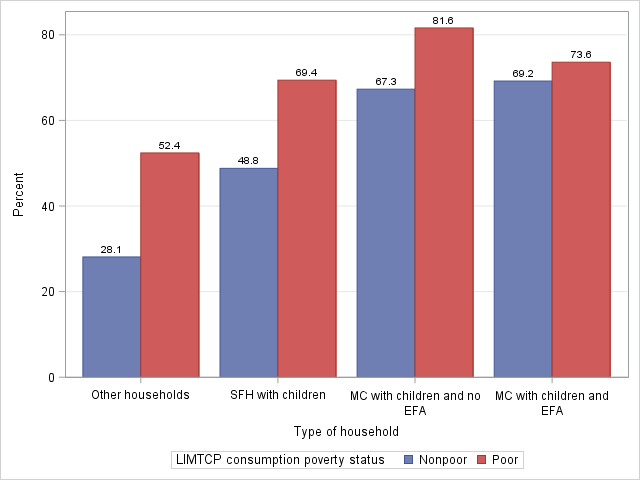 81.6
80
73.6
69.4
69.2
67.3
60
52.4
48.8
40
28.1
20
0
Percent
Other households
SFH with children
MC with children and no
EFA
MC with children and
EFA
Type of household
LIMTCP consumption poverty status
Nonpoor
Poor